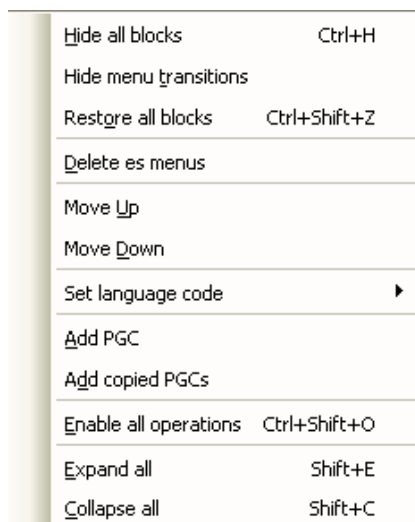 Hide all blocks Ctrl+H
Hide menu transitions
Restore all blocks Ctrl+Shift+Z
Delete es menus
Move Up
Move Down
Set language code
Add PGC
Add copied PGCs
Enable all operations Ctrl+Shift+O
Expand all Shift+E
Collapse all Shift+C